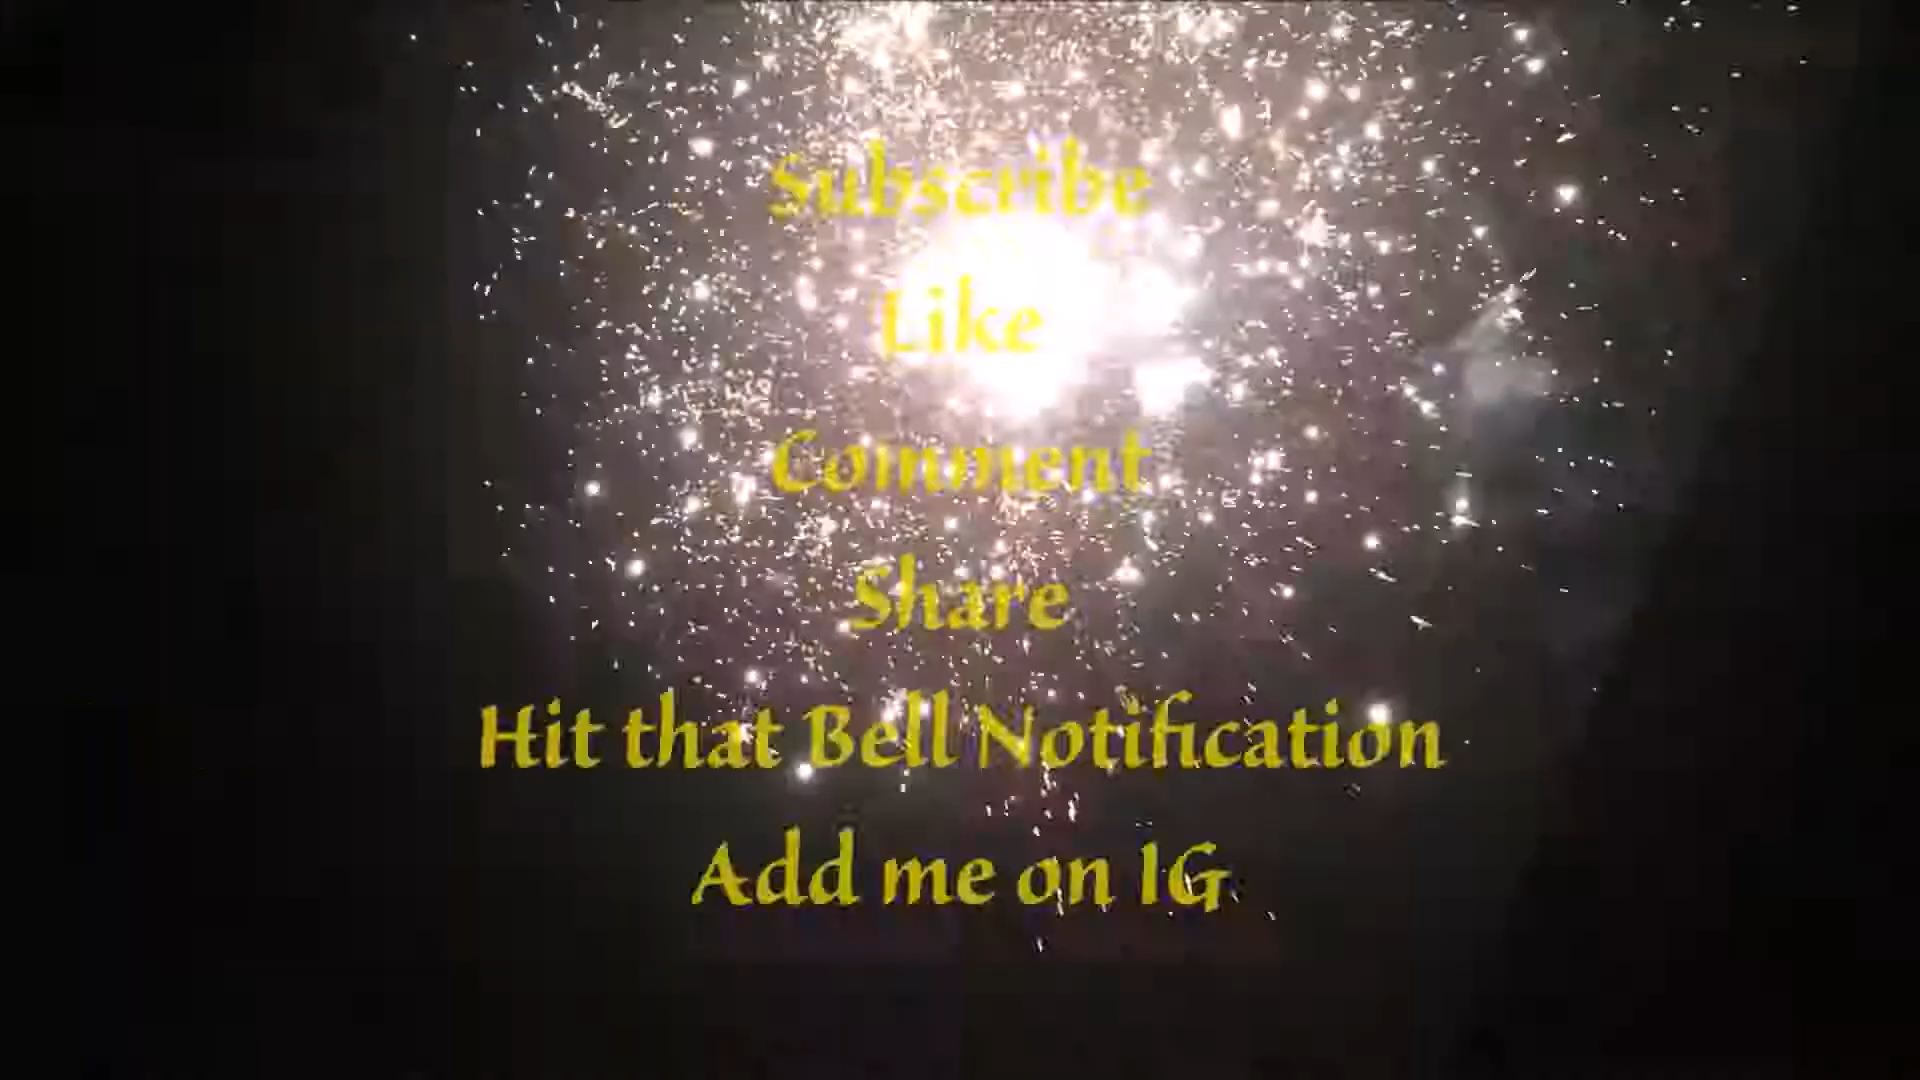 Subscribe
Like
Comment
Share
Hit that Bell Notification
Add me on IG